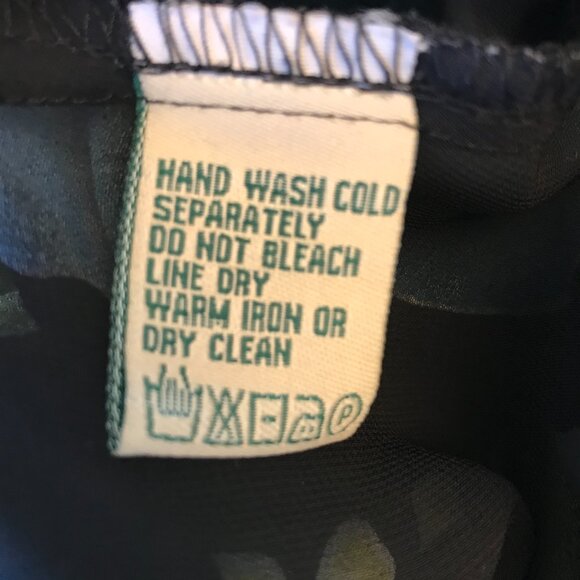 HAND WASH COLD
SEPARATELY
DO NOT BLEACH
LINE DRY
WARM IRON OR
DRY CLEAN
P